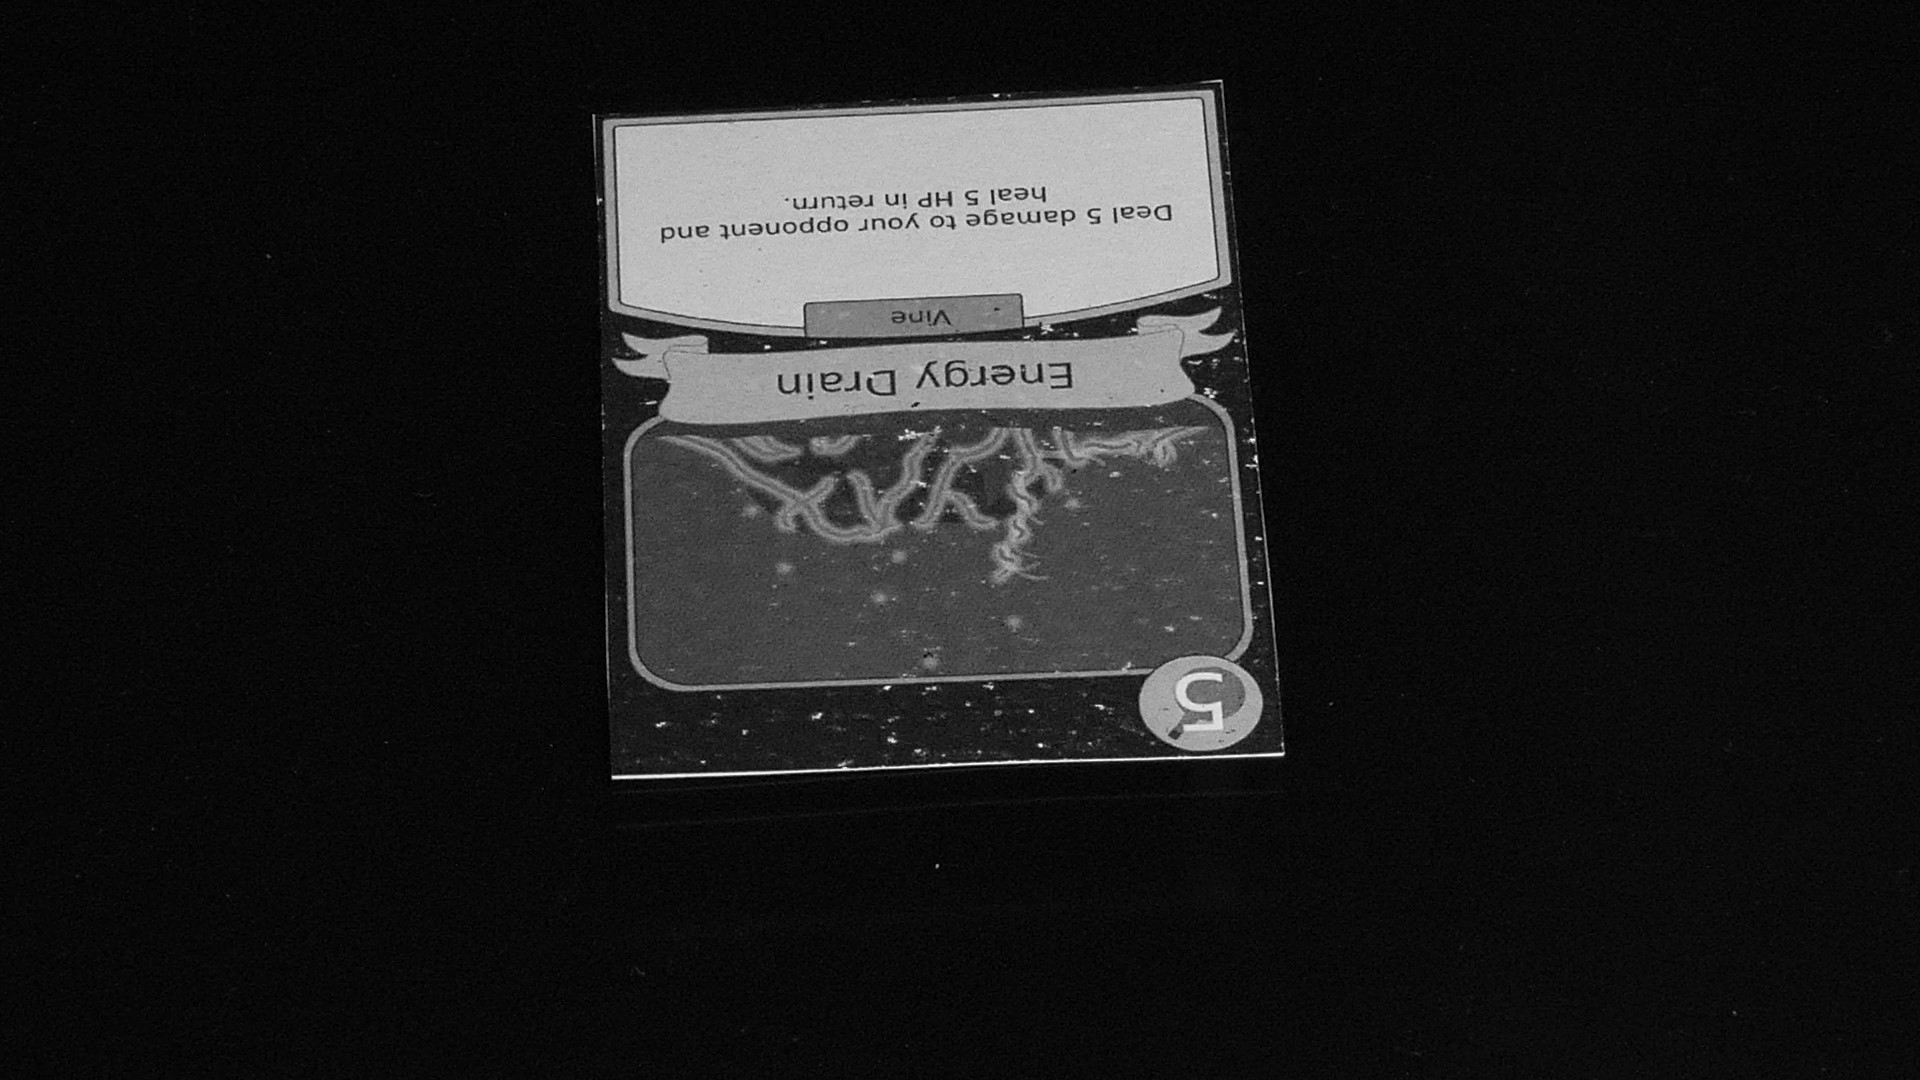 5
Energy Drain
Vine
Deal 5 damage to your opponent and
heal 5 HP in return.